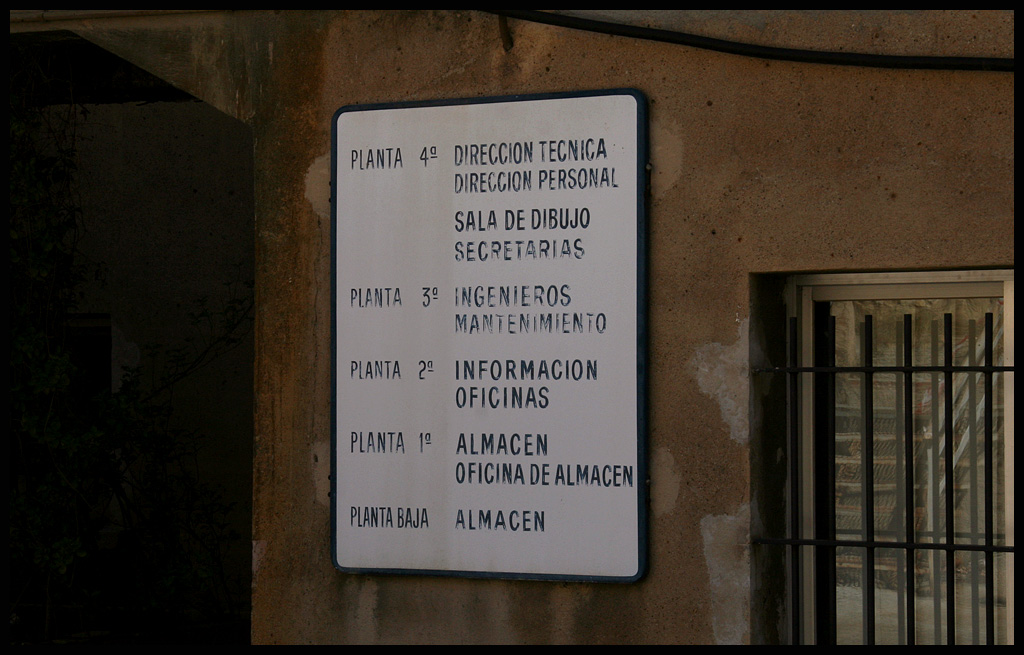 PLANTA 4º DIRECCION TECNICA
DIRECCION PERSONAL
SALA DE DIBUJO
SECRETARIAS
PLANTA 3º INGENIEROS
MANTENIMIENTO
PLANTA 2º INFORMACION
OFICINAS
PLANTA 1º ALMACEN
OFICINA DE ALMACEN
PLANTA BAJA ALMACEN